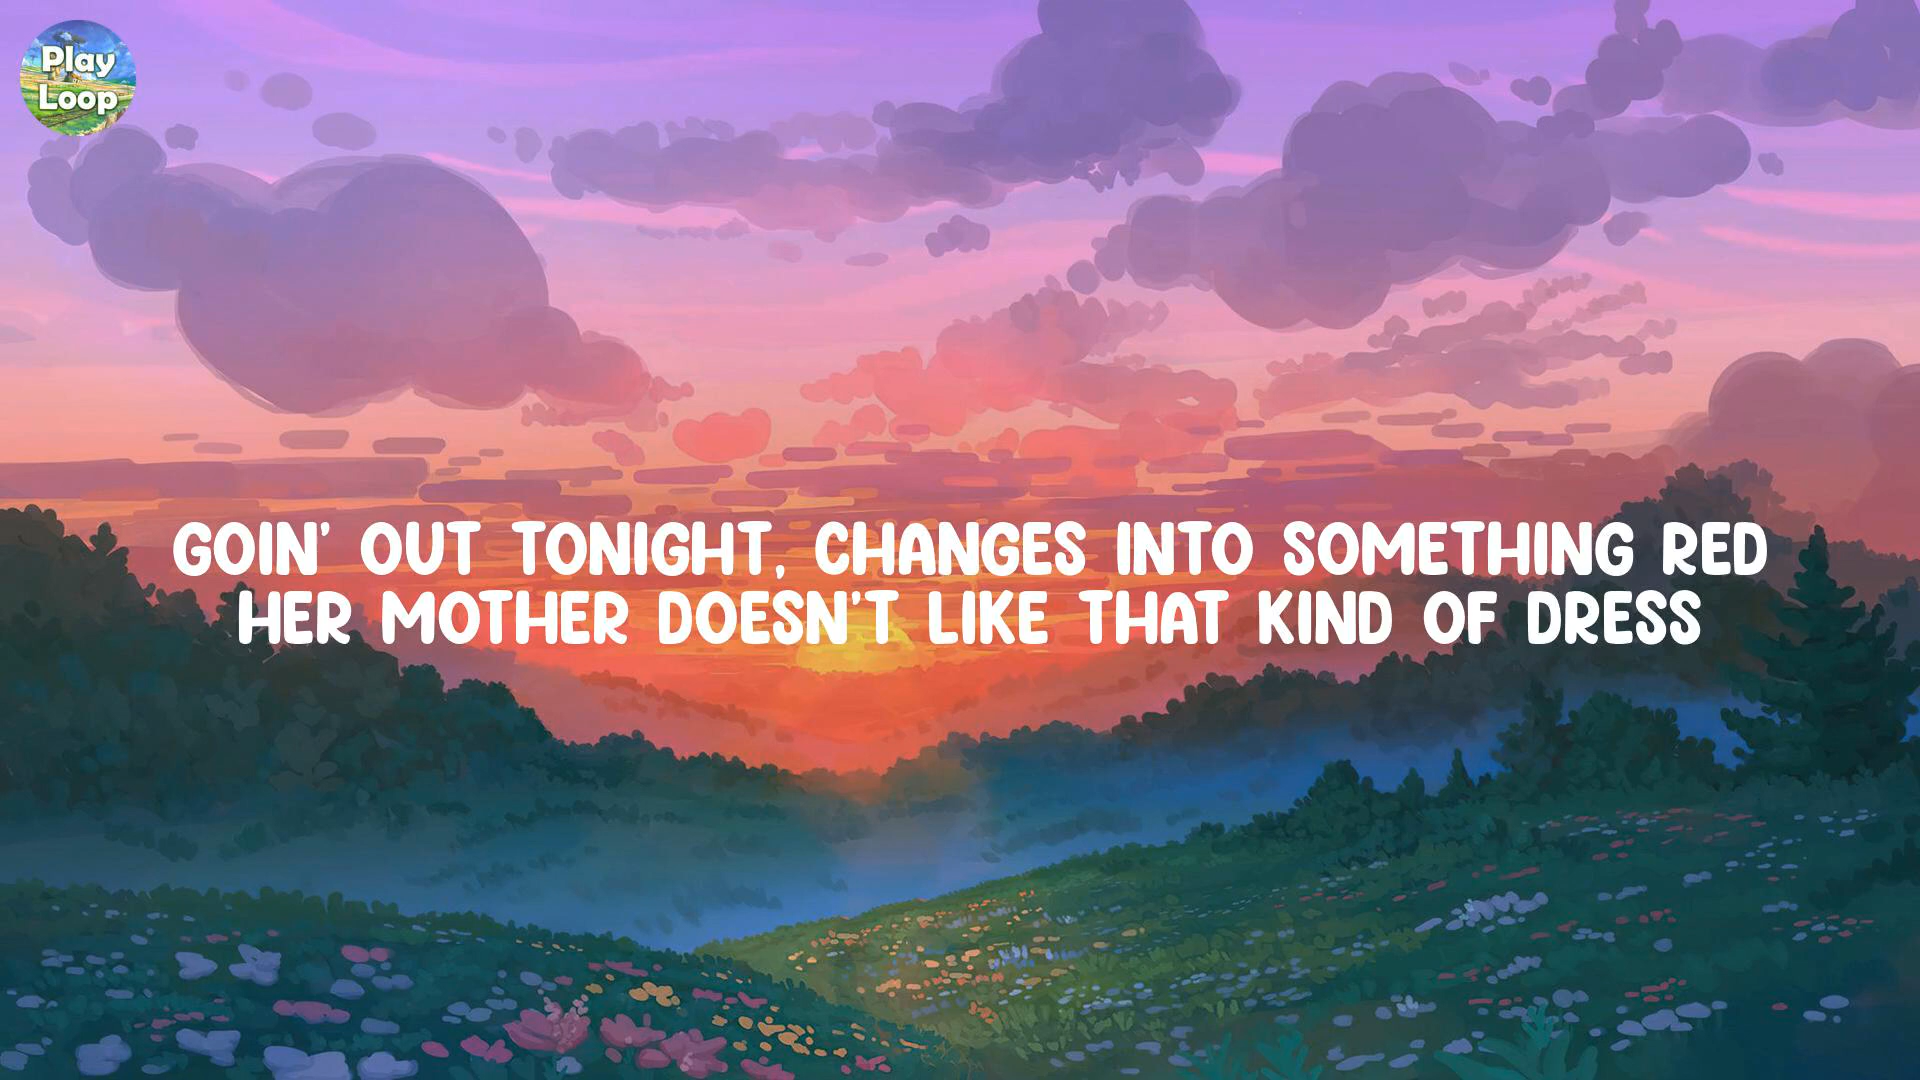 Play
Loop
GOIN' OUT TONIGHT, CHANGES INTO SOMETHING RED
HER MOTHER DOESN'T LIKE THAT KIND OF DRESS